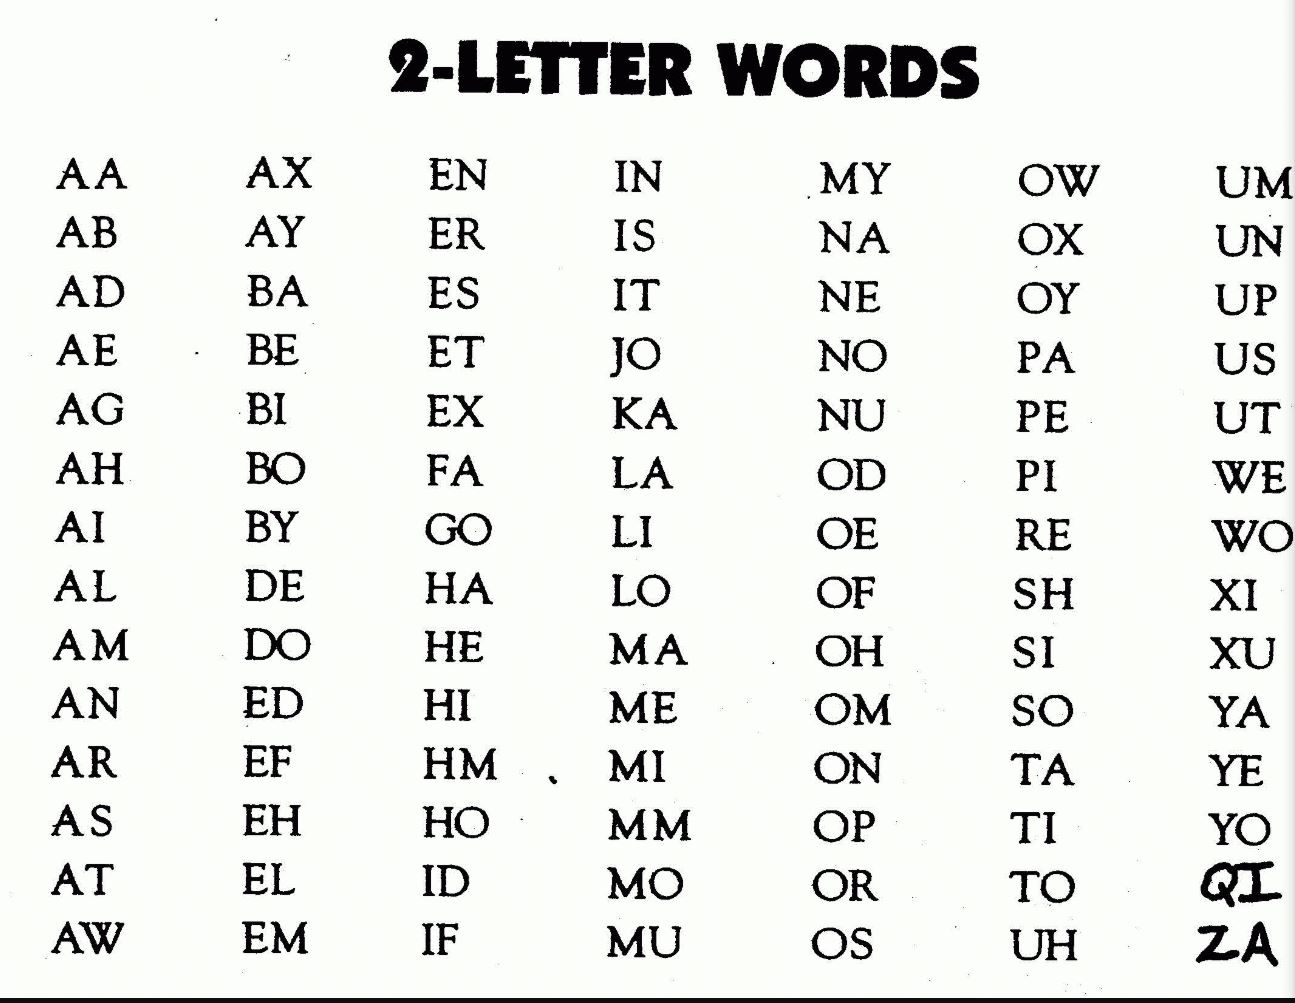 2-LETTER WORDS
AA AX EN IN MY OW UM
AB AY ER IS NA OX UN
AD BA ES IT NE OY UP
AE BE ET JO NO PA US
AG BI EX KA NU PE UT
AH BO FA LA OD PI WE
AI BY GO LI OE RE WO
AL DE HA LO OF SH XI
AM DO HE MA OH SI XU
AN ED HI ME OM SO YA
AR EF HM MI ON TA YE
AS EH HO MM OP TI YO
AT EL ID MO OR TO QI
AW EM IF MU OS UH ZA